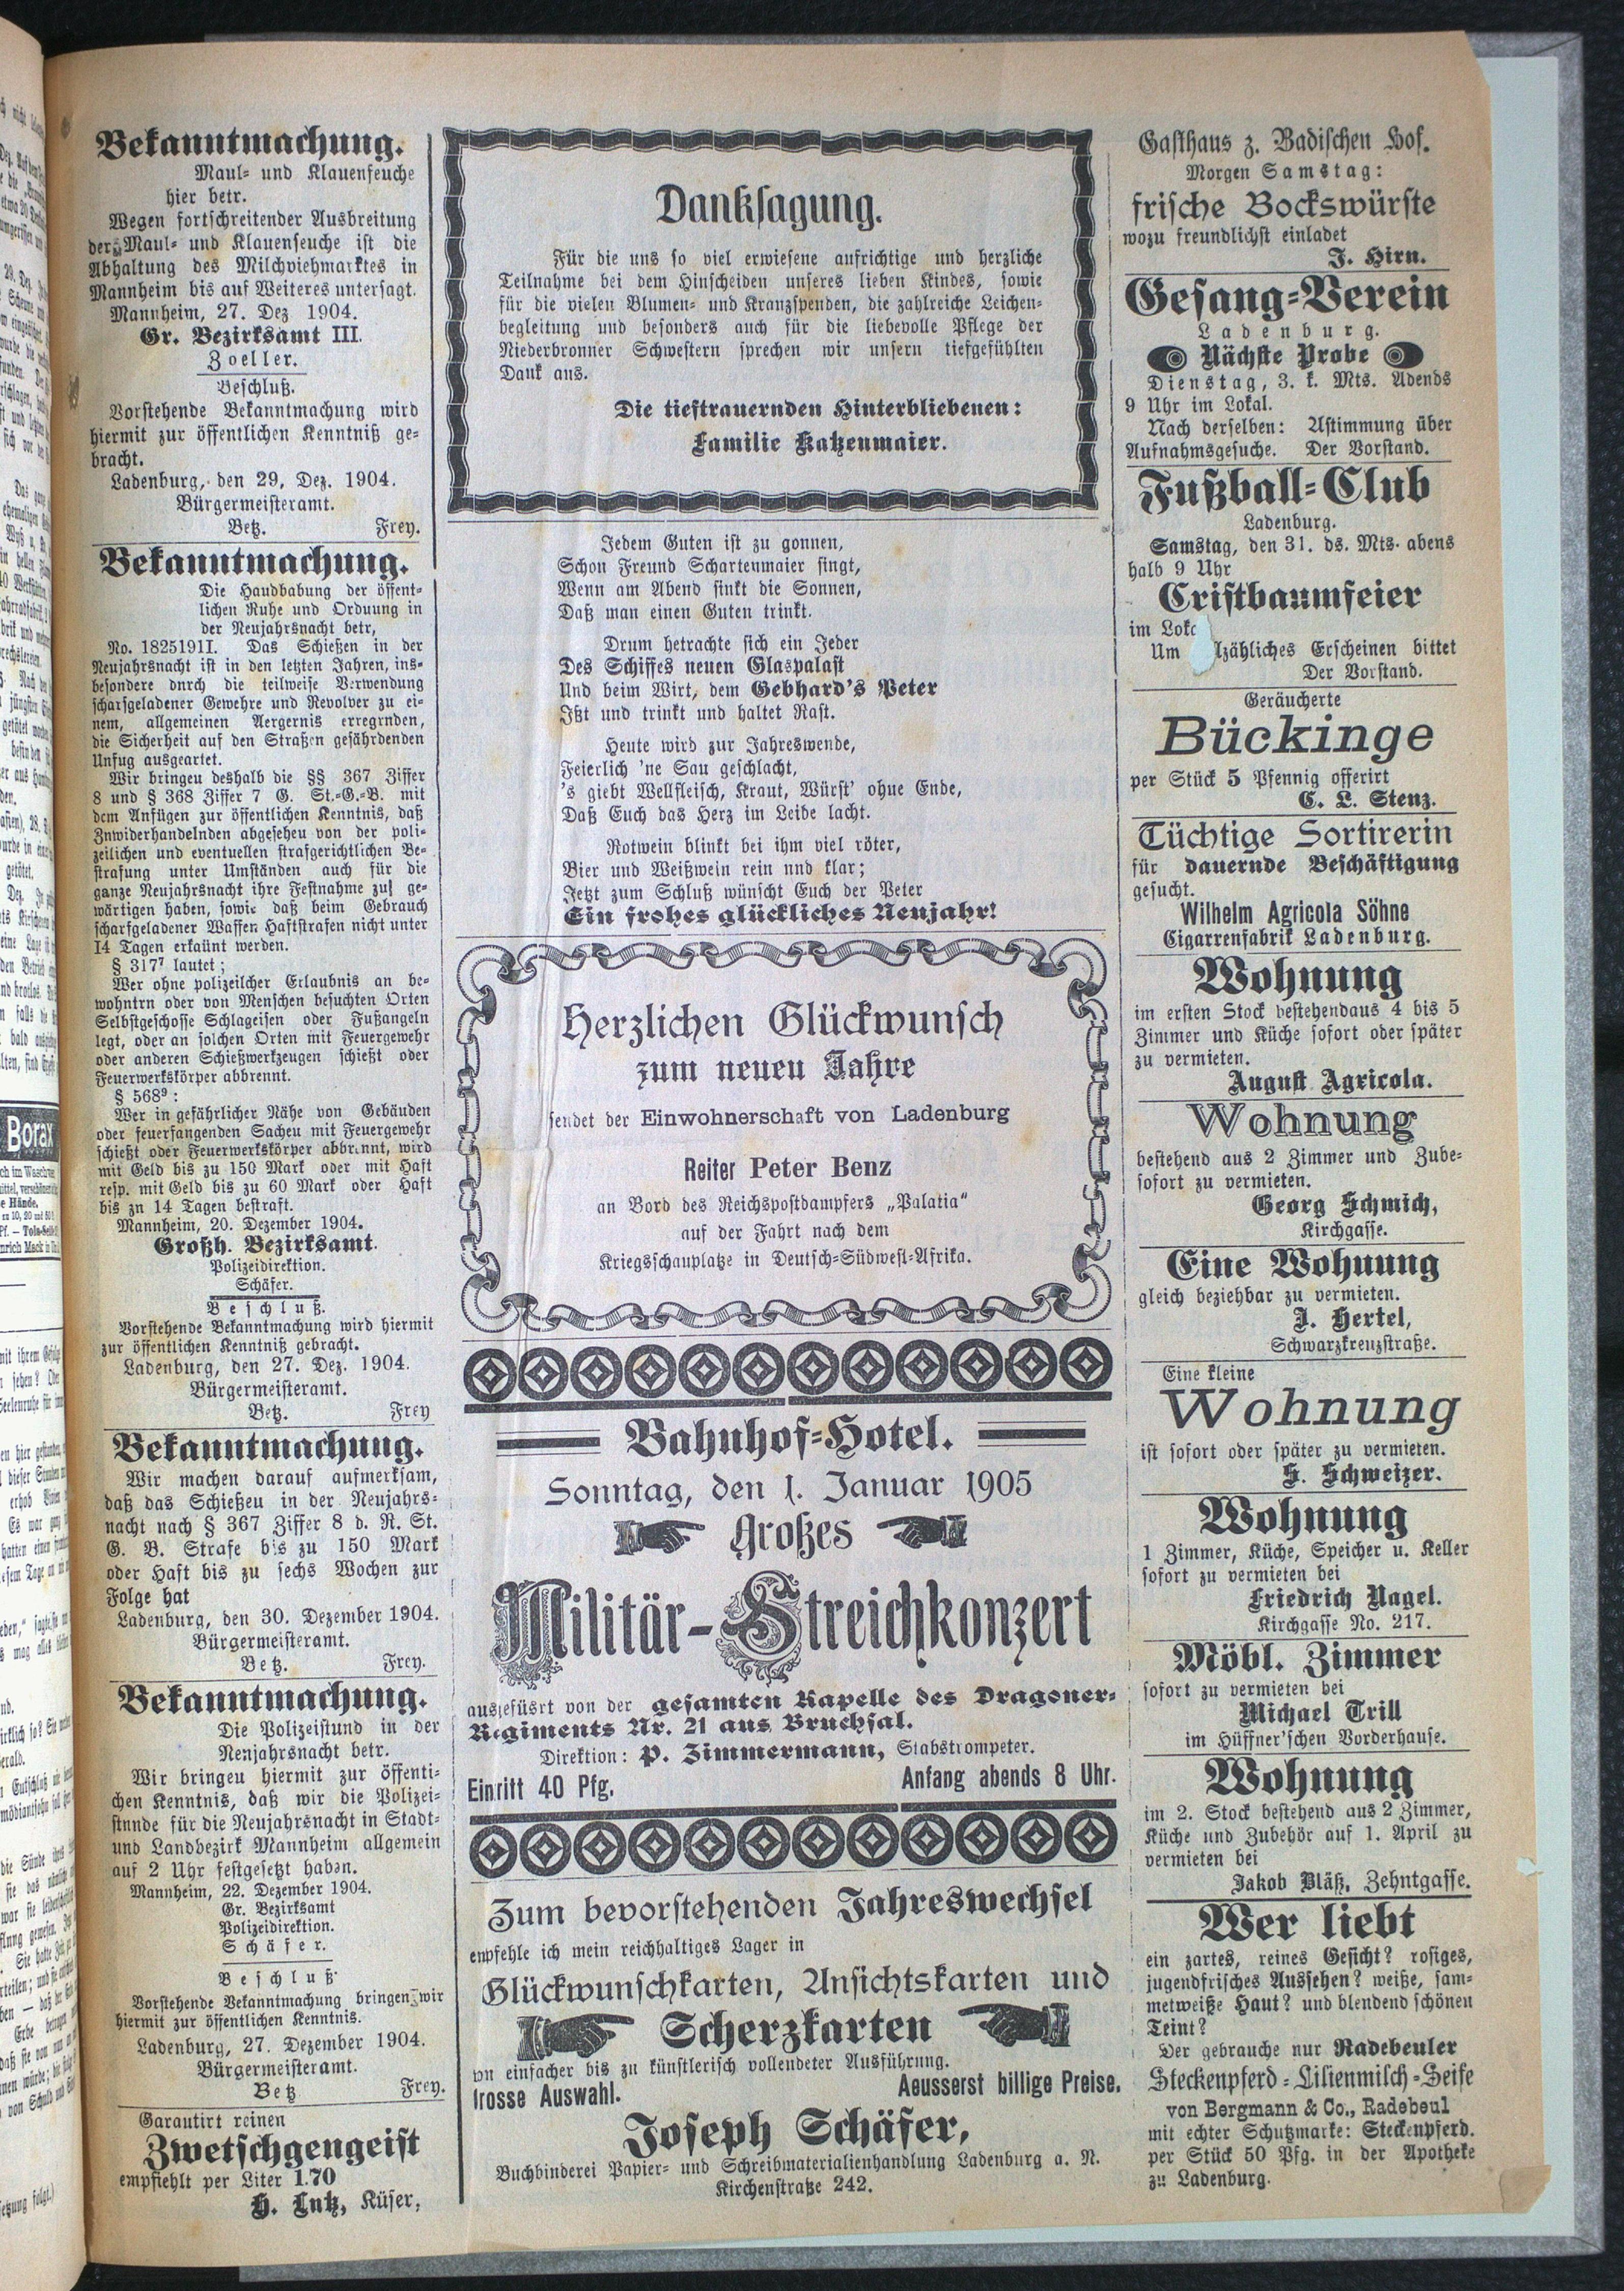 Bekanntmachung.
Maul- und Klauenseuche
hier betr.
Wegen fortschreitender Ausbreitung
der Maul- und Klauenseuche ist die
Abhaltung des Milchviehmarktes in
Mannheim bis auf Weiteres untersagt.
Mannheim, 27. Dez 1904.
Gr. Bezirksamt III.
Zoeller.
Beschluß.
Vorstehende Bekanntmachung wird
hiermit zur öffentlichen Kenntniß ge-
bracht.
Ladenburg, den 29, Dez. 1904.
Bürgermeisteramt.
Betz. Frey.
Bekanntmachung.
Die Handbabung der öffent-
lichen Ruhe und Orduung in
der Neujahrsnacht betr,
No. 182519II. Das Schießen in der
Neujahrsnacht ist in den letzten Jahren, ins-
besondere dnrch die teilweise Verwendung
scharfgeladener Gewehre und Revolver zu ei-
nem, allgemeinen Aergernis erregrnden,
die Sicherheit auf den Straßen gefährdenden
Unfug ausgeartet.
Wir bringeu deshalb die §§ 367 Ziffer
8 und § 368 Ziffer 7 G. St.-G.-B. mit
dem Anfügen zur öffentlichen Kenntnis, daß
Znwiderhandelnden abgeseheu von der poli-
zeilichen und eventuellen strafgerichtlichen Be-
strafung unter Umständen auch für die
ganze Neujahrsnacht ihre Festnahme zu ge-
wärtigen haben, sowie daß beim Gebrauch
scharfgeladener Waffen Haftstrafen nicht unter
14 Tagen erkaünt werden.
§ 317⁷ lautet;
Wer ohne polizeilcher Erlaubnis an be-
wohntrn oder von Menschen besuchten Orten
Selbstgeschosse Schlageisen oder Fußangeln
legt, oder an solchen Orten mit Feuergewehr
oder anderen Schießwerkzeugen schießt oder
Feuerwerkskörper abbrennt.
§ 568⁹:
Wer in gefährlicher Nähe von Gebäuden
oder feuerfangenden Sacheu mit Feuergewehr
schießt oder Feuerwerkskörper abbrennt, wird
mit Geld bis zu 150 Mark oder mit Haft
resp. mit Geld bis zu 60 Mark oder Haft
bis zn 14 Tagen bestraft.
Mannheim, 20. Dezember 1904.
Großh. Bezirksamt.
Polizeidirektion.
Schäfer.
Beschluß.
Vorstehende Bekanntmachung wird hiermit
zur öffentlichen Kenntniß gebracht.
Ladenburg, den 27. Dez. 1904.
Bürgermeisteramt.
Betz. Frey
Bekanntmachung.
Wir machen darauf aufmerksam,
daß das Schießeu in der Neujahrs-
nacht nach § 367 Ziffer 8 d. R. St.
G. B. Strafe bis zu 150 Mark
oder Haft bis zu sechs Wochen zur
Folge hat
Ladenburg, den 30. Dezember 1904.
Bürgermeisteramt.
Betz. Frey.
Bekanntmachung.
Die Polizeistund in der
Nenjahrsnacht betr.
Wir bringeu hiermit zur öffenti-
chen Kenntnis, daß wir die Polizei-
stnnde für die Neujahrsnacht in Stadt-
und Landbezirk Mannheim allgemein
auf 2 Uhr festgesetzt haben.
Mannheim, 22. Dezember 1904.
Gr. Bezirksamt
Polizeidirektion.
Schäfer.
Beschluß
Vorstehende Bekanntmachung bringen wir
hiermit zur öffentlichen Kenntnis.
Ladenburg, 27. Dezember 1904.
Bürgermeisteramt.
Betz Frey.
Garautirt reinen
Zwetschgengeist
empfiehlt per Liter 1.70
H. Lutz, Küfer,
Danksagung.
Für die uns so viel erwiesene aufrichtige und herzliche
Teilnahme bei dem Hinscheiden unseres lieben Kindes, sowie
für die vielen Blumen- und Kranzspenden, die zahlreiche Leichen-
begleitung und besonders auch für die liebevolle Pflege der
Niederbronner Schwestern sprechen wir unsern tiefgefühlten
Dank aus.
Die tieftrauernden Hinterbliebenen:
Familie Katzenmaier.
Jedem Guten ist zu gonnen,
Schon Freund Schartenmaier singt,
Wenn am Abend sinkt die Sonnen,
Daß man einen Guten trinkt.
Drum betrachte sich ein Jeder
Des Schiffes neuen Glaspalast
Und beim Wirt, dem Gebhard's Peter
Ißt und trinkt und haltet Rast.
Heute wird zur Jahreswende,
Feierlich 'ne Sau geschlacht,
's giebt Wellfleisch, Kraut, Würst' ohne Ende,
Daß Euch das Herz im Leibe lacht.
Rotwein blinkt bei ihm viel röter,
Bier und Weißwein rein nnd klar;
Jetzt zum Schluß wünscht Euch der Peter
Ein frohes glückliches Neujahr!
Herzlichen Glückwunsch
zum neuen Jahre
sendet der Einwohnerschaft von Ladenburg
Reiter Peter Benz
an Bord des Reichspostdampfers „Palatia“
auf der Fahrt nach dem
Kriegsschauplatze in Deutsch-Südwest-Afrika.
Bahnhof-Hotel.
Sonntag, den 1. Januar 1905
Großes
Militär-Streichkonzert
ausgefüsrt von der gesamten Kapelle des Dragoner-
Regiments Nr. 21 aus Bruchsal.
Direktion: P. Zimmermann, Stabstrompeter.
Einritt 40 Pfg. Anfang abends 8 Uhr.
Zum bevorstehenden Jahreswechsel
empfehle ich mein reichhaltiges Lager in
Glückwunschkarten, Ansichtskarten und
Scherzkarten
von einfacher bis zu künstlerisch vollendeter Ausführung.
Grosse Auswahl. Aeusserst billige Preise.
Joseph Schäfer,
Buchbinderei Papier- und Schreibmaterialienhandlung Ladenburg a. N.
Kirchenstraße 242.
Gasthaus z. Badischen Hof.
Morgen Samstag:
frische Bockswürste
wozu freundlichst einladet
J. Hirn.
Gesang-Verein
Ladenburg.
Nächste Probe
Dienstag, 3. k. Mts. Abends
9 Uhr im Lokal.
Nach derselben: Astimmung über
Aufnahmsgesuche. Der Vorstand.
Fußball-Club
Ladenburg.
Samstag, den 31. ds. Mts. abens
halb 9 Uhr
Cristbaumfeier
im Loka
Um lzähliches Erscheinen bittet
Der Vorstand.
Geräucherte
Bückinge
per Stück 5 Pfennig offerirt
C. L. Stenz.
Tüchtige Sortirerin
für dauernde Beschäftigung
gesucht.
Wilhelm Agricola Söhne
Cigarrenfabrik Ladenburg.
Wohnung
im ersten Stock bestehendaus 4 bis 5
Zimmer und Küche sofort oder später
zu vermieten.
August Agricola.
Wohnung
bestehend aus 2 Zimmer und Zube-
sofort zu vermieten.
Georg Schmich,
Kirchgasse.
Eine Wohnung
gleich beziehbar zu vermieten.
J. Hertel,
Schwarzkreuzstraße.
Eine kleine
Wohnung
ist sofort oder später zu vermieten.
H. Schweizer.
Wohnung
1 Zimmer, Küche, Speicher u. Keller
sofort zu vermieten bei
Friedrich Nagel.
Kirchgasse No. 217.
Möbl. Zimmer
sofort zu vermieten bei
Michael Trill
im Hüffner'schen Vorderhause.
Wohnung
im 2. Stock bestehend aus 2 Zimmer,
Küche und Zubehör auf 1. April zu
vermieten bei
Jakob Bläß, Zehntgasse.
Wer liebt
ein zartes, reines Gesicht? rosiges,
jugendfrisches Aussehen? weiße, sam-
metweiße Haut? und blendend schönen
Teint?
Der gebrauche nur Radebeuler
Steckenpferd-Lilienmilch-Seife
von Bergmann & Co., Radebeul
mit echter Schutzmarke: Steckenpferd.
per Stück 50 Pfg. in der Apotheke
zu Ladenburg.